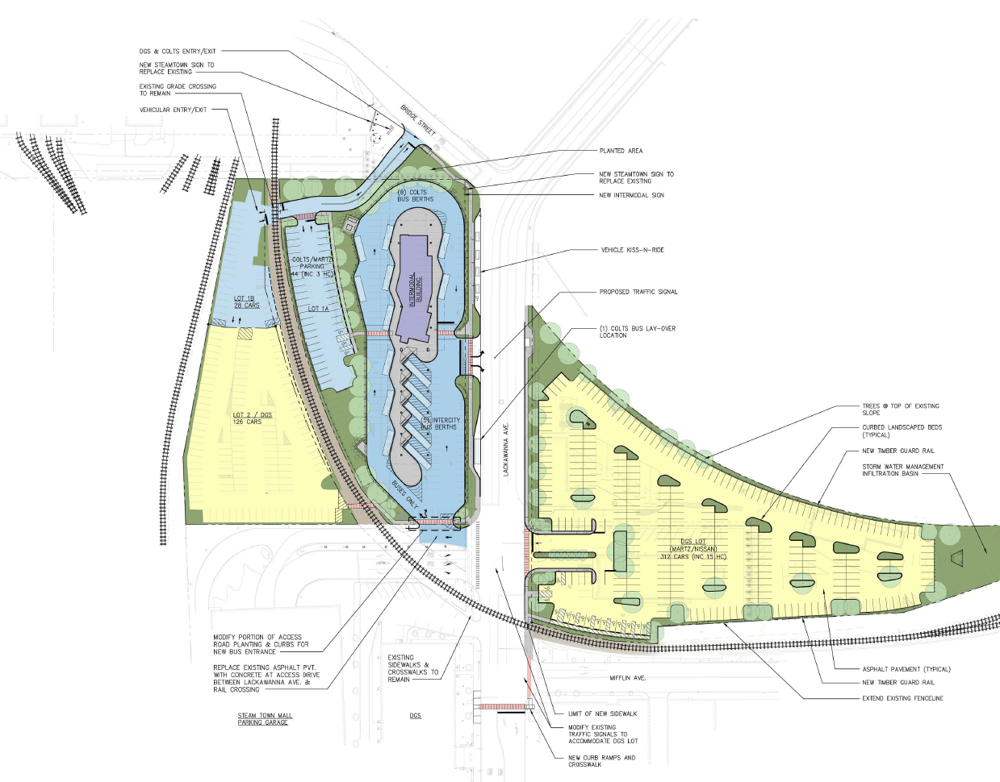 DGS & COLTS ENTRY/EXIT
NEW STEAMTOWN SIGN TO
REPLACE EXISTING
EXISTING GRADE CROSSING
TO REMAIN
VEHICULAR ENTRY/EXIT
BRIDGE STREET
PLANTED AREA
NEW STEAMTOWN SIGN TO
REPLACE EXISTING
NEW INTERMODAL SIGN
(8) COLTS
BUS BERTHS
VEHICLE KISS-N-RIDE
COLTS/MARTZ
PARKING
44 (INC 3 HC)
INTERMODAL
BUILDING
PROPOSED TRAFFIC SIGNAL
LOT 1B
28 CARS
LOT 1A
(1) COLTS BUS LAY-OVER
LOCATION
LOT 2 / DGS
126 CARS
(5) INTERCITY
BUS BERTHS
LACKAWANNA AVE.
BUSES ONLY
TREES @ TOP OF EXISTING
SLOPE
CURBED LANDSCAPED BEDS
(TYPICAL)
NEW TIMBER GUARD RAIL
STORM WATER MANAGEMENT
INFILTRATION BASIN
DGS LOT
(MARTZ/NISSAN)
312 CARS (INC 15 HC)
MODIFY PORTION OF ACCESS
ROAD PLANTING & CURBS FOR
NEW BUS ENTRANCE
REPLACE EXISTING ASPHALT PVT.
WITH CONCRETE AT ACCESS DRIVE
BETWEEN LACKAWANNA AVE. &
RAIL CROSSING
EXISTING
SIDEWALKS &
CROSSWALKS TO
REMAIN
MIFFLIN AVE.
ASPHALT PAVEMENT (TYPICAL)
NEW TIMBER GUARD RAIL
EXTEND EXISTING FENCELINE
STEAM TOWN MALL
PARKING GARAGE
DGS
LIMIT OF NEW SIDEWALK
MODIFY EXISTING
TRAFFIC SIGNALS TO
ACCOMMODATE DGS LOT
NEW CURB RAMPS AND
CROSSWALK